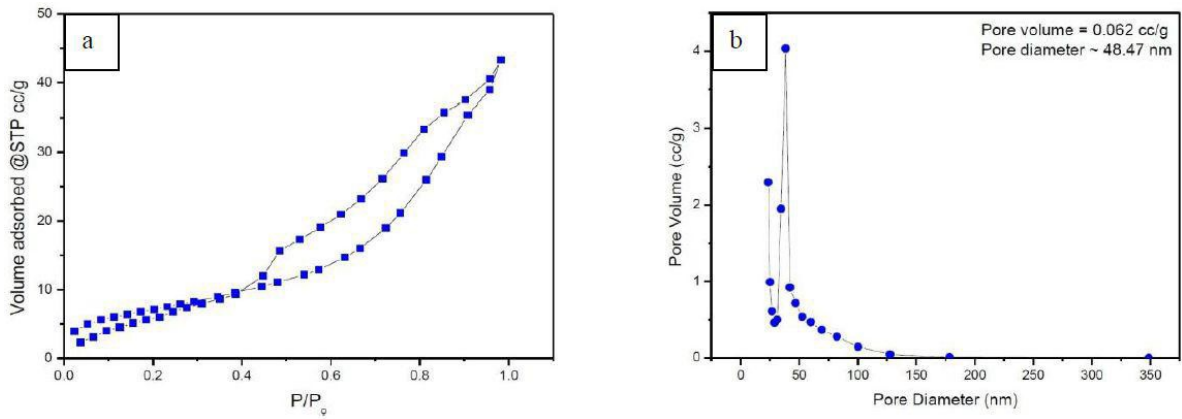 a
Volume adsorbed @STP cc/g
50
40
30
20
10
0
0.0 0.2 0.4 0.6 0.8 1.0
P/P₀
b
Pore volume = 0.062 cc/g
Pore diameter ~ 48.47 nm
Pore Volume (cc/g)
4
3
2
1
0
0 50 100 150 200 250 300 350
Pore Diameter (nm)